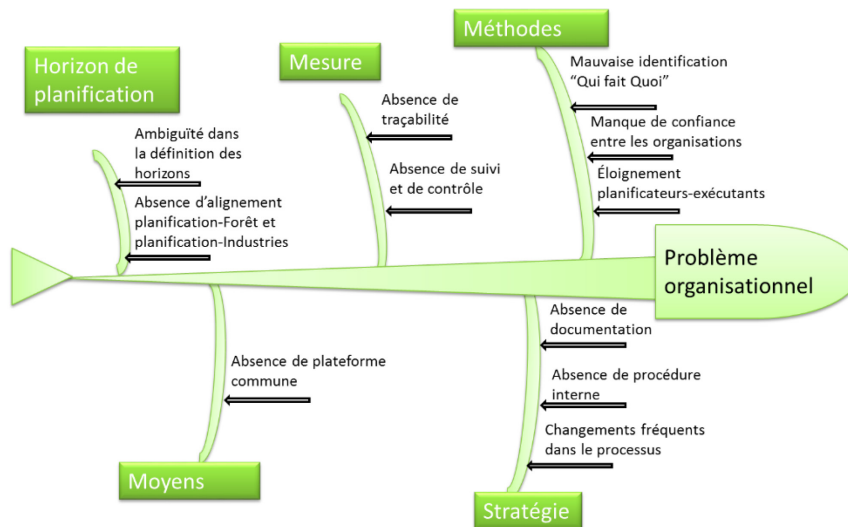 Horizon de
planification
Ambiguïté dans
la définition des
horizons
Absence d'alignement
planification-Forêt et
planification-Industries
Mesure
Absence de
traçabilité
Absence de suivi
et de contrôle
Méthodes
Mauvaise identification
“Qui fait Quoi”
Manque de confiance
entre les organisations
Éloignement
planificateurs-exécutants
Problème
organisationnel
Absence de plateforme
commune
Moyens
Absence de
documentation
Absence de procédure
interne
Changements fréquents
dans le processus
Stratégie